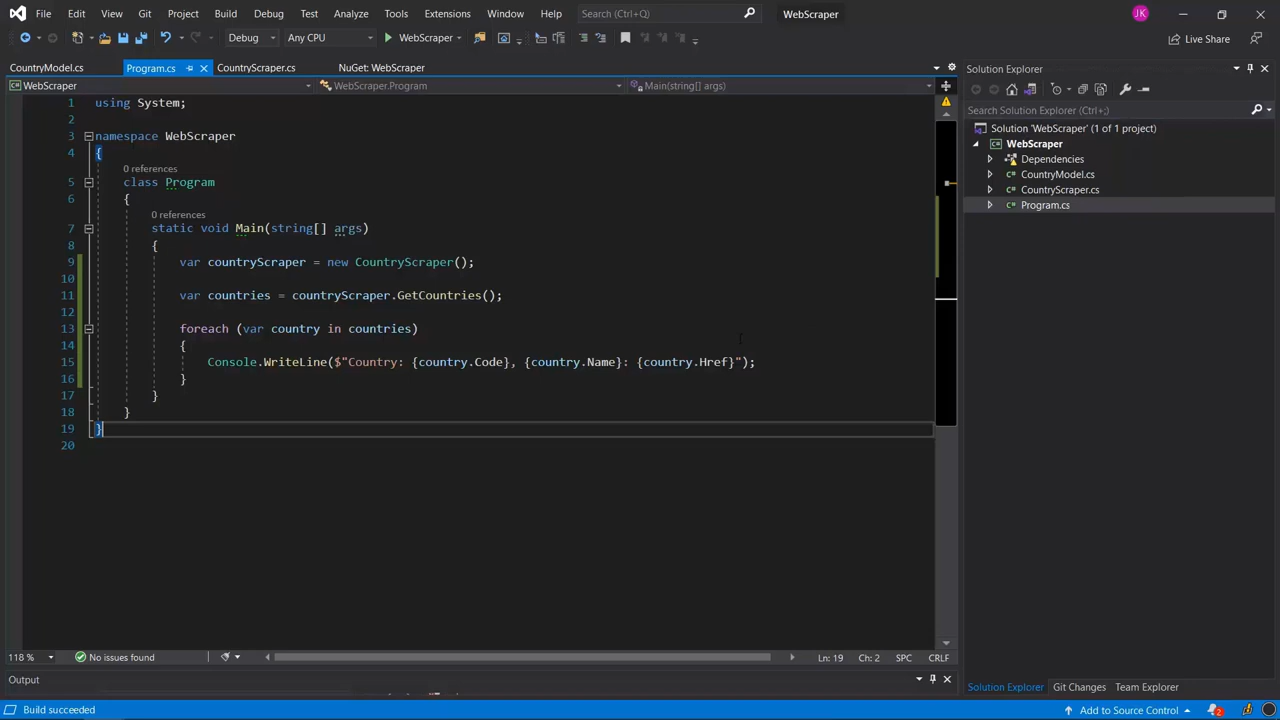 File Edit View Git Project Build Debug Test Analyze Tools Extensions Window Help Search (Ctrl+Q) WebScraper JK
Debug Any CPU WebScraper Live Share
CountryModel.cs Program.cs CountryScraper.cs NuGet: WebScraper
WebScraper WebScraper.Program Main(string[] args)
1 using System;
2
3 namespace WebScraper
4 {
0 references
5 class Program
6 {
0 references
7 static void Main(string[] args)
8 {
9 var countryScraper = new CountryScraper();
10
11 var countries = countryScraper.GetCountries();
12
13 foreach (var country in countries)
14 {
15 Console.WriteLine($"Country: {country.Code}, {country.Name}: {country.Href}");
16 }
17 }
18 }
19 }
20
118 % No issues found Ln: 19 Ch: 2 SPC CRLF
Output
Solution Explorer
Search Solution Explorer (Ctrl+;)
Solution 'WebScraper' (1 of 1 project)
WebScraper
Dependencies
C# CountryModel.cs
C# CountryScraper.cs
C# Program.cs
Solution Explorer Git Changes Team Explorer
Build succeeded Add to Source Control 2